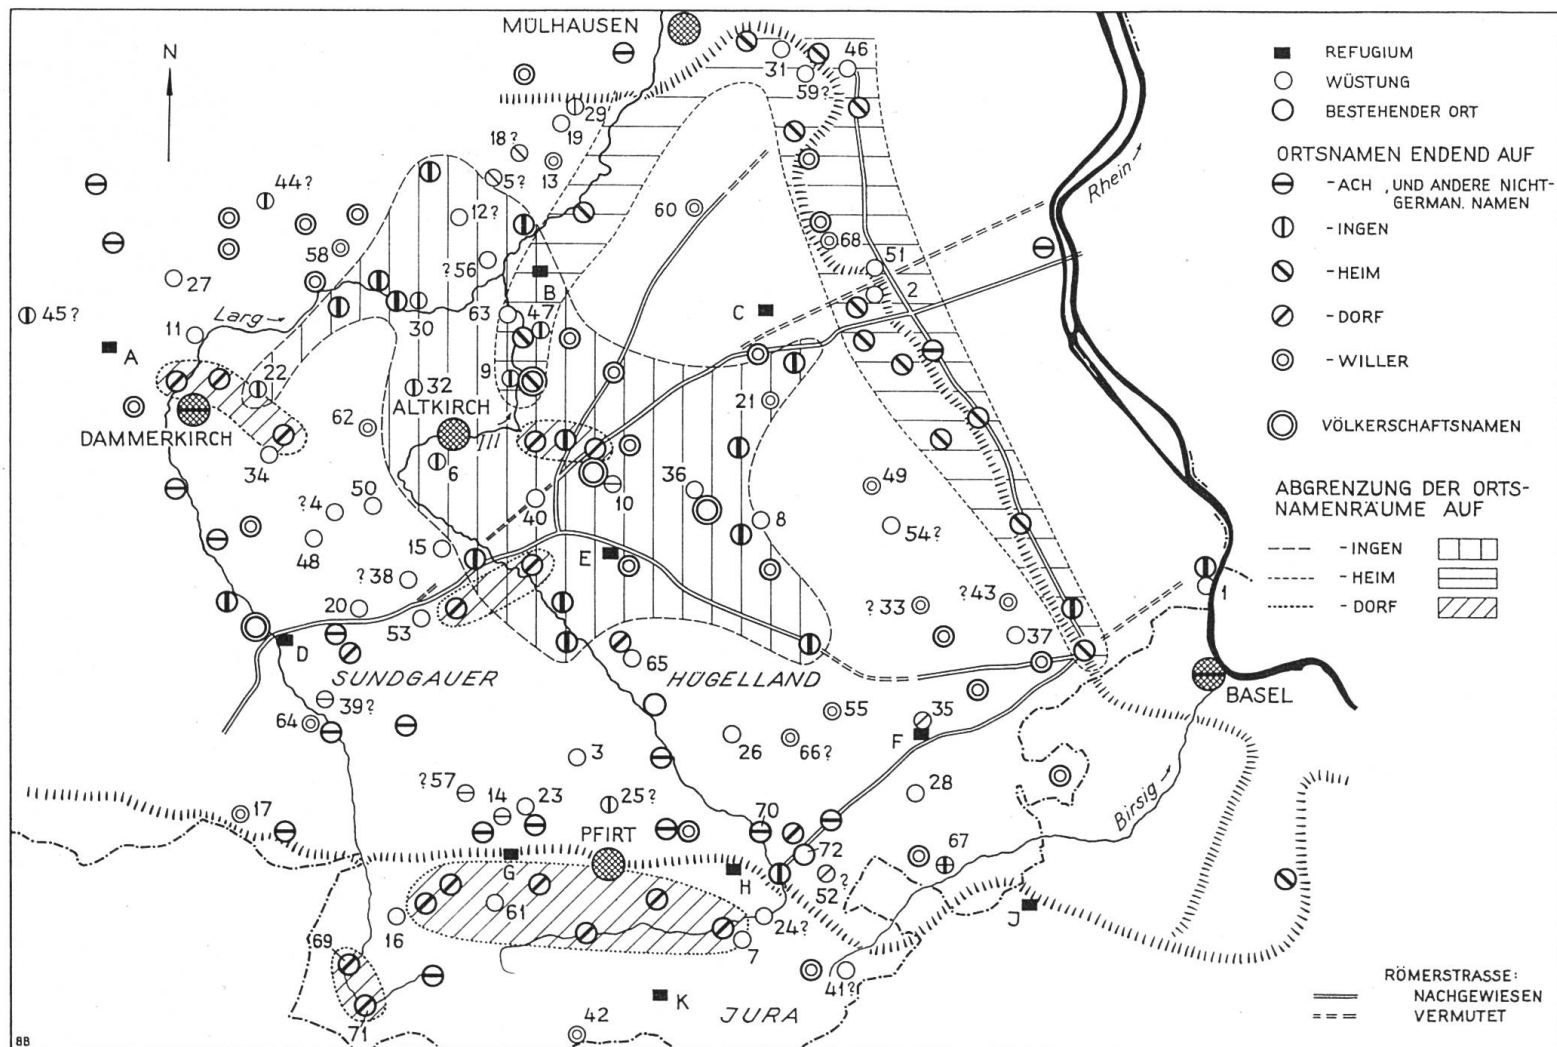 MÜLHAUSEN
N
46
31
59?
29
18?
19
5?
13
44?
12?
60
58
?56
68
51
27
B
2
45?
Larg→
63
47
C
30
11
A
9
22
32
ALTKIRCH
21
62
DAMMERKIRCH
Ill
6
34
36
49
10
?4
50
40
8
54?
48
15
E
?38
?33
?43
1
20
53
37
D
65
SUNDGAUER
HÜGELLAND
BASEL
39?
64
55
35
F
26
66?
3
?57
28
14
23
25?
17
70
Birsig→
PFIRT
72
67
G
H
52
?
61
J
16
24?
69
7
41?
K
JURA
71
42
8B
Rhein→
REFUGIUM
WÜSTUNG
BESTEHENDER ORT
ORTSNAMEN ENDEND AUF
-ACH , UND ANDERE NICHT-
GERMAN. NAMEN
-INGEN
-HEIM
-DORF
-WILLER
VÖLKERSCHAFTSNAMEN
ABGRENZUNG DER ORTS-
NAMENRÄUME AUF
-INGEN
-HEIM
-DORF
RÖMERSTRASSE:
NACHGEWIESEN
VERMUTET